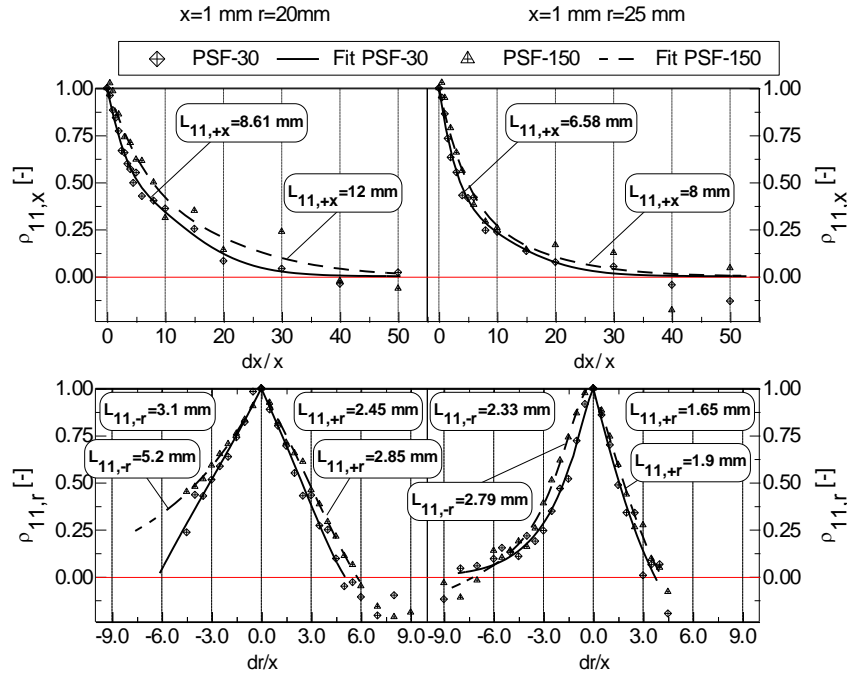 x=1 mm r=20mm x=1 mm r=25 mm
PSF-30 Fit PSF-30 PSF-150 Fit PSF-150
1.00 0.75 0.50 0.25 0.00
ρ11,x [-]
L11,+x=8.61 mm
L11,+x=12 mm
0 10 20 30 40 50
dx/x
L11,+x=6.58 mm
L11,+x=8 mm
0 10 20 30 40 50
dx/x
1.00 0.75 0.50 0.25 0.00
ρ11,x [-]
1.00 0.75 0.50 0.25 0.00
ρ11,r [-]
L11,-r=3.1 mm
L11,-r=5.2 mm
L11,+r=2.45 mm
L11,+r=2.85 mm
-9.0 -6.0 -3.0 0.0 3.0 6.0
dr/x
L11,-r=2.33 mm
L11,-r=2.79 mm
L11,+r=1.65 mm
L11,+r=1.9 mm
-9.0 -6.0 -3.0 0.0 3.0 6.0 9.0
dr/x
1.00 0.75 0.50 0.25 0.00
ρ11,r [-]